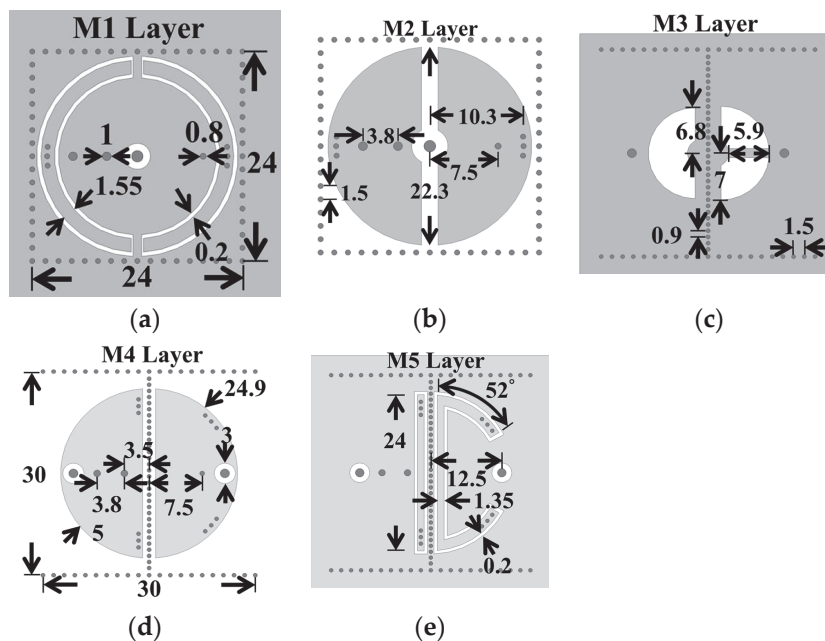 M1 Layer
1
0.8
24
1.55
0.2
24
(a)
M2 Layer
10.3
3.8
7.5
1.5
22.3
(b)
M3 Layer
6.8
5.9
7
0.9
1.5
(c)
M4 Layer
24.9
3
3.5
30
3.8
7.5
5
30
(d)
M5 Layer
52°
24
12.5
1.35
0.2
(e)